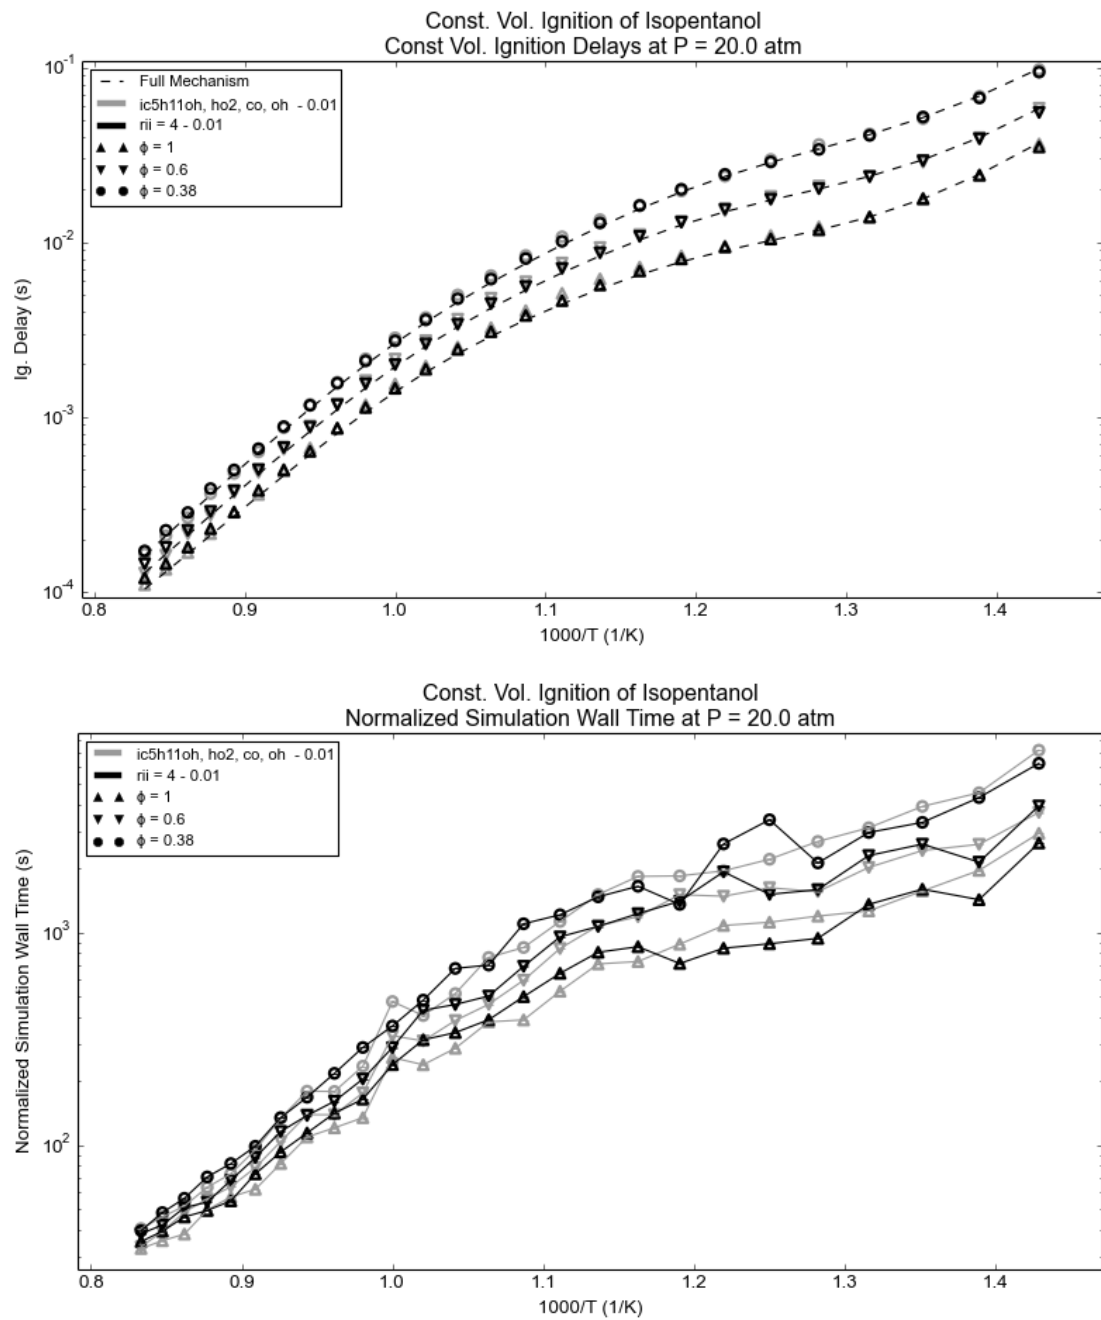 Const. Vol. Ignition of Isopentanol
Const Vol. Ignition Delays at P = 20.0 atm
10⁻¹
10⁻²
10⁻³
10⁻⁴
Ig. Delay (s)
Full Mechanism
ic5h11oh, ho2, co, oh - 0.01
rii = 4 - 0.01
ϕ = 1
ϕ = 0.6
ϕ = 0.38
0.8 0.9 1.0 1.1 1.2 1.3 1.4
1000/T (1/K)
Const. Vol. Ignition of Isopentanol
Normalized Simulation Wall Time at P = 20.0 atm
10³
10²
Normalized Simulation Wall Time (s)
ic5h11oh, ho2, co, oh - 0.01
rii = 4 - 0.01
ϕ = 1
ϕ = 0.6
ϕ = 0.38
0.8 0.9 1.0 1.1 1.2 1.3 1.4
1000/T (1/K)